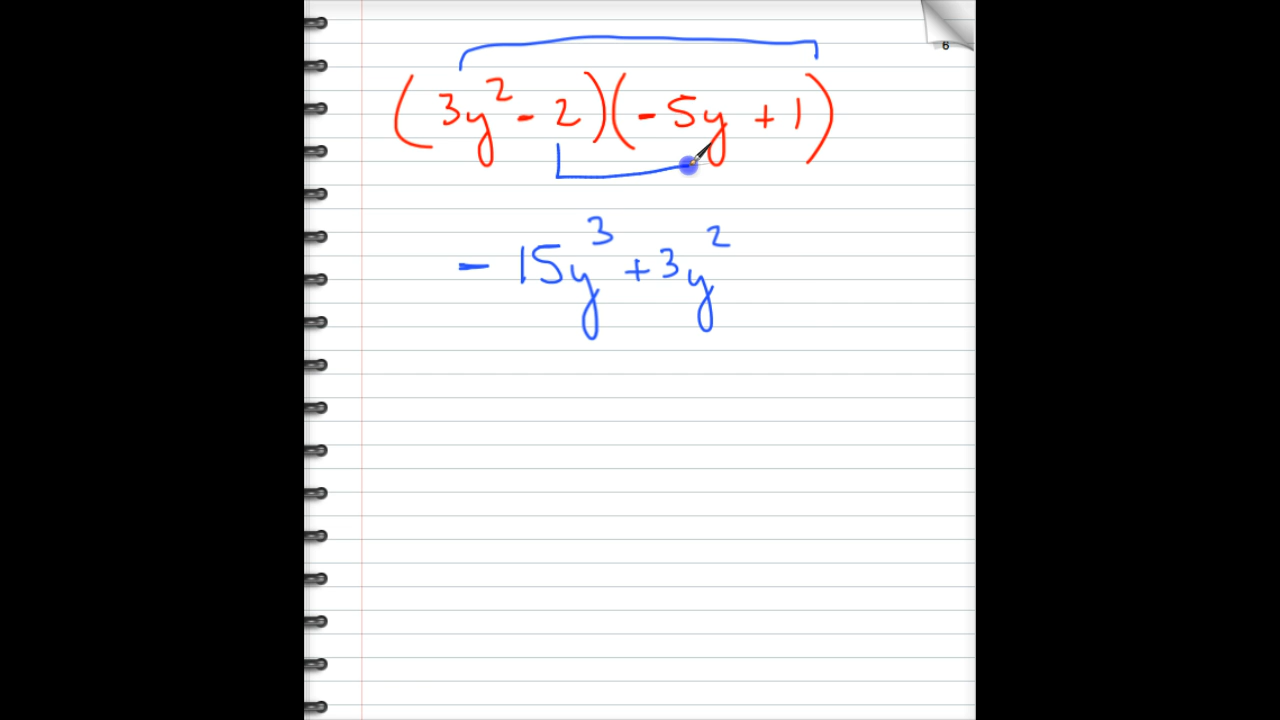 6
(3y² - 2)(-5y + 1)
- 15y³ + 3y²